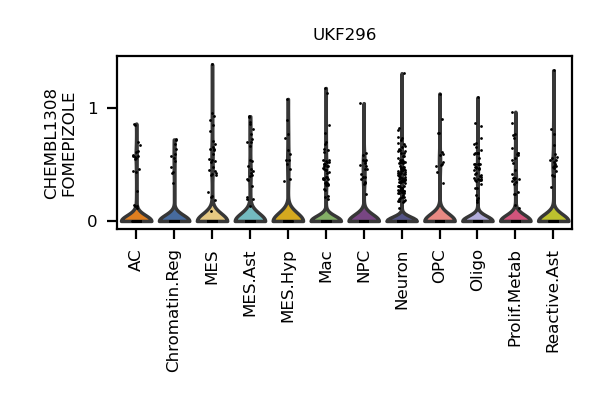 UKF296
CHEMBL1308
FOMEPIZOLE
1
0
AC
Chromatin.Reg
MES
MES.Ast
MES.Hyp
Mac
NPC
Neuron
OPC
Oligo
Prolif.Metab
Reactive.Ast